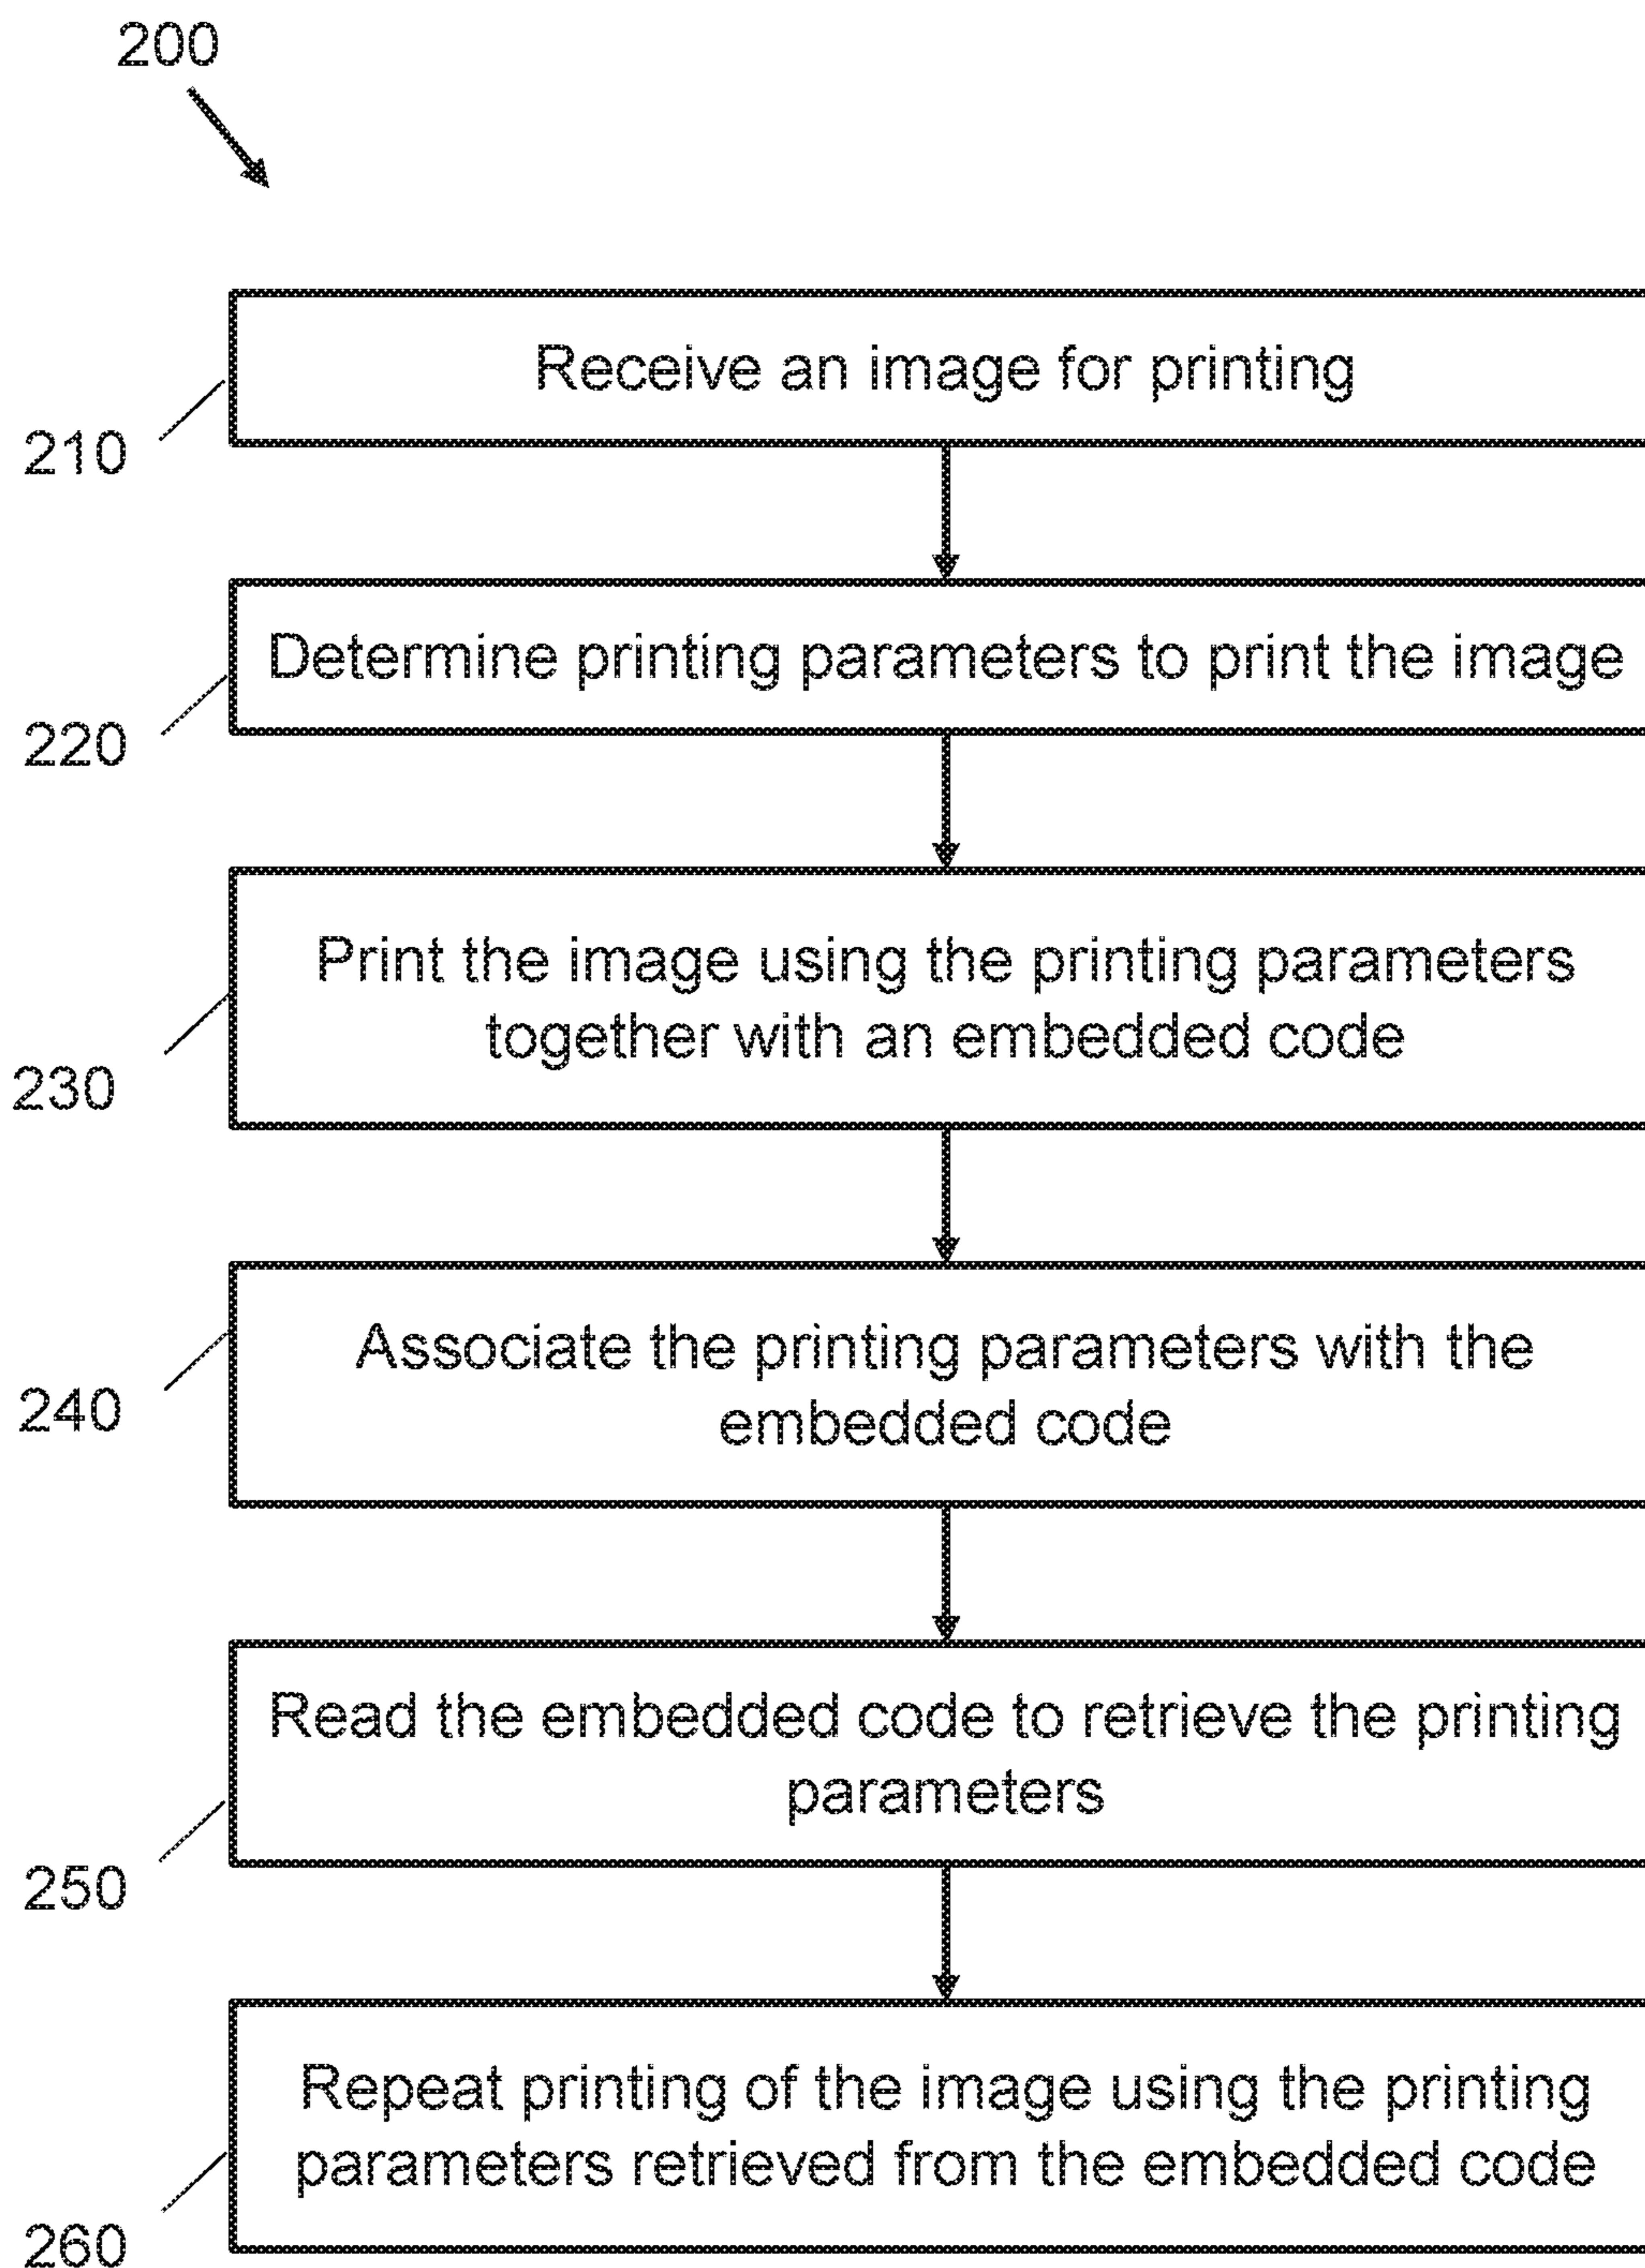 200
Receive an image for printing
210
Determine printing parameters to print the image
220
Print the image using the printing parameters
together with an embedded code
230
Associate the printing parameters with the
embedded code
240
Read the embedded code to retrieve the printing
parameters
250
Repeat printing of the image using the printing
parameters retrieved from the embedded code
260